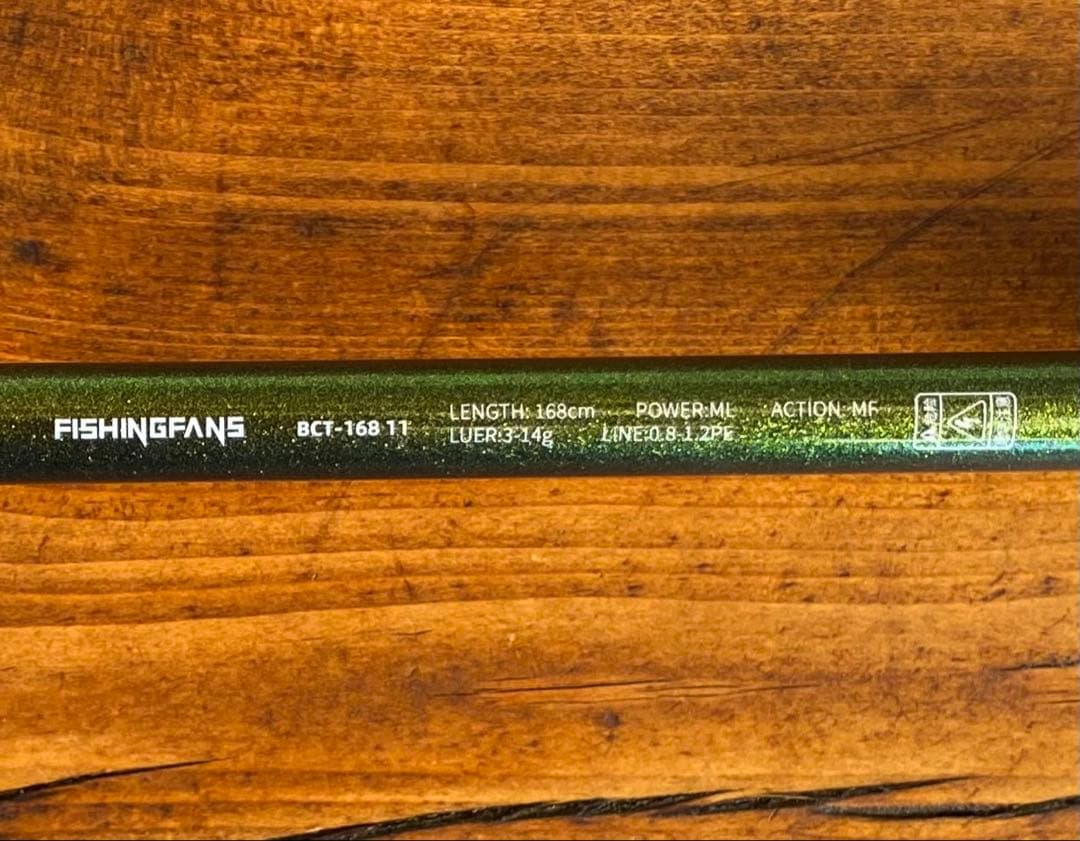 FISHINGFANS
BCT-168 11
LENGTH: 168cm POWER:ML ACTION MF
LUER:3-14g LINE:0.8-1.2PE